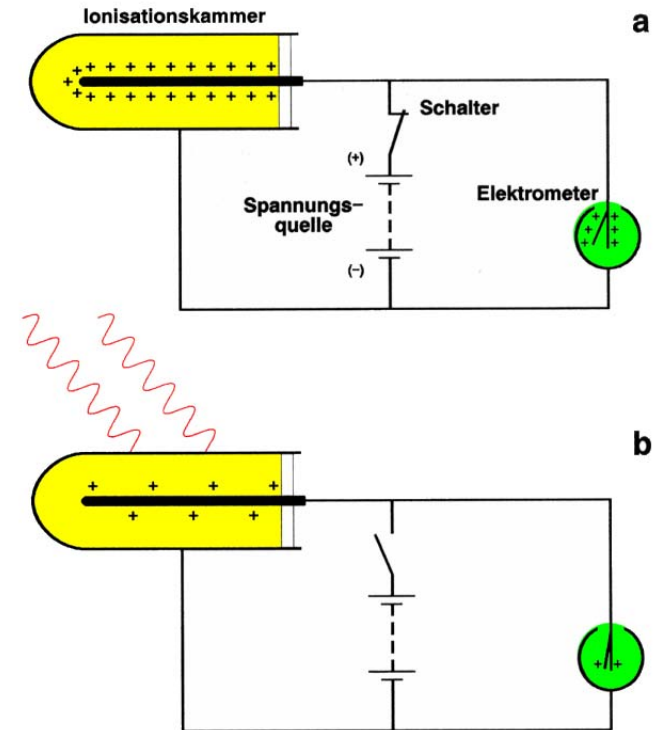 Ionisationskammer
a
Schalter
(+)
Spannungs-
quelle
Elektrometer
(-)
b